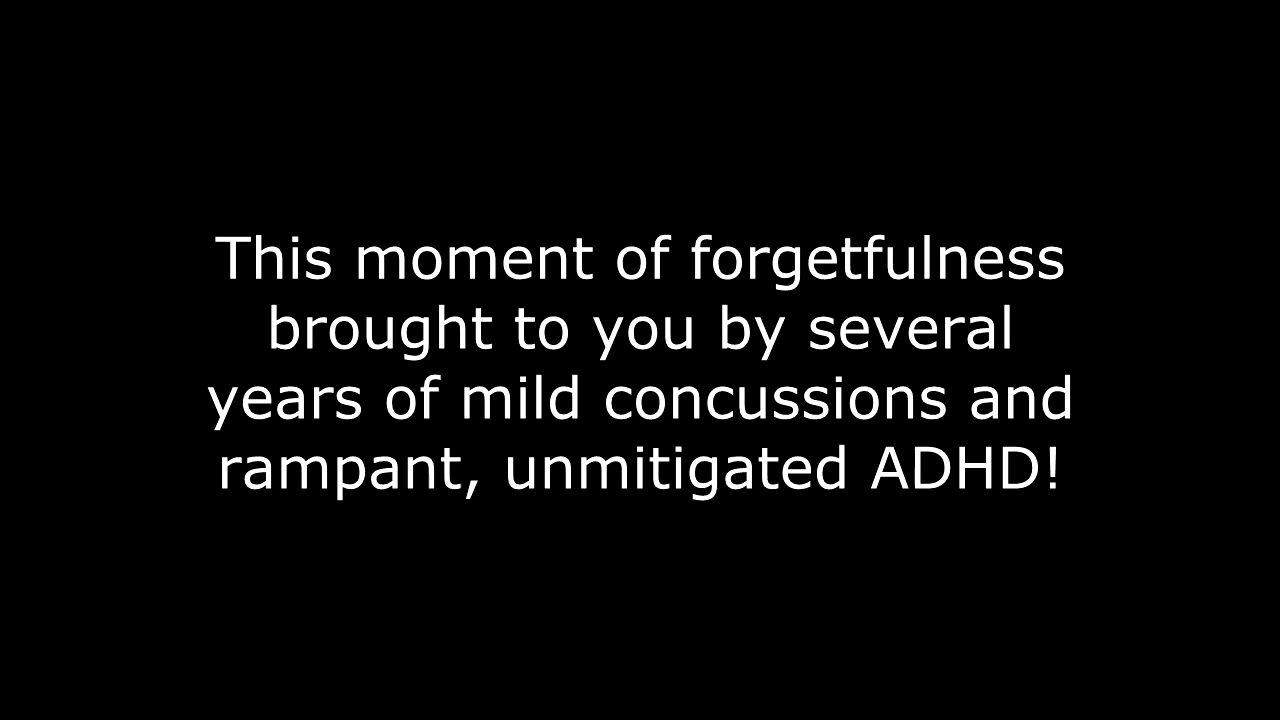 This moment of forgetfulness
brought to you by several
years of mild concussions and
rampant, unmitigated ADHD!